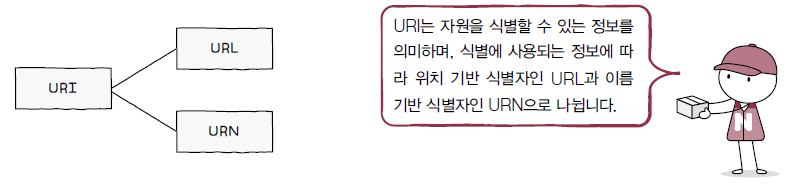 URI
URL
URN
URI는 자원을 식별할 수 있는 정보를
의미하며, 식별에 사용되는 정보에 따
라 위치 기반 식별자인 URL과 이름
기반 식별자인 URN으로 나뉩니다.
N